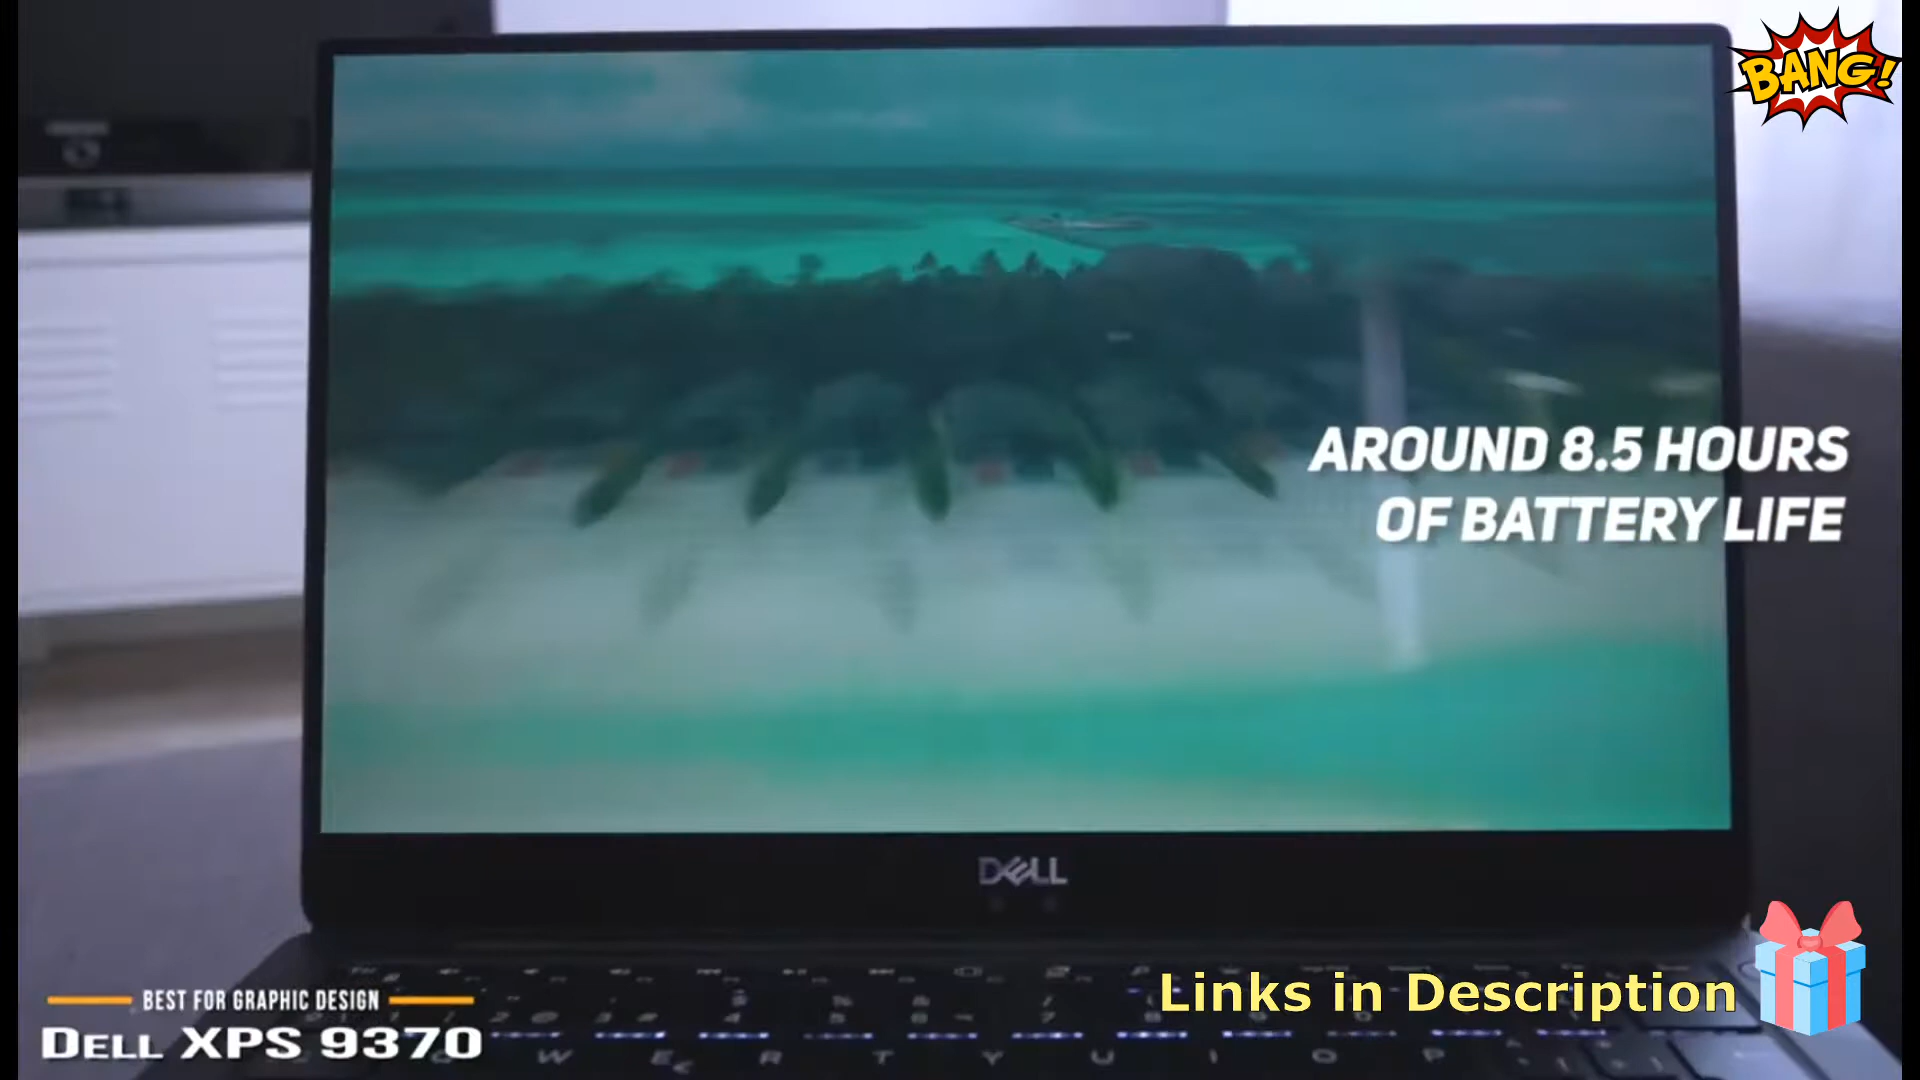 BANG!
AROUND 8.5 HOURS
OF BATTERY LIFE
DELL
Links in Description
BEST FOR GRAPHIC DESIGN
DELL XPS 9370
W E R T Y U I O P